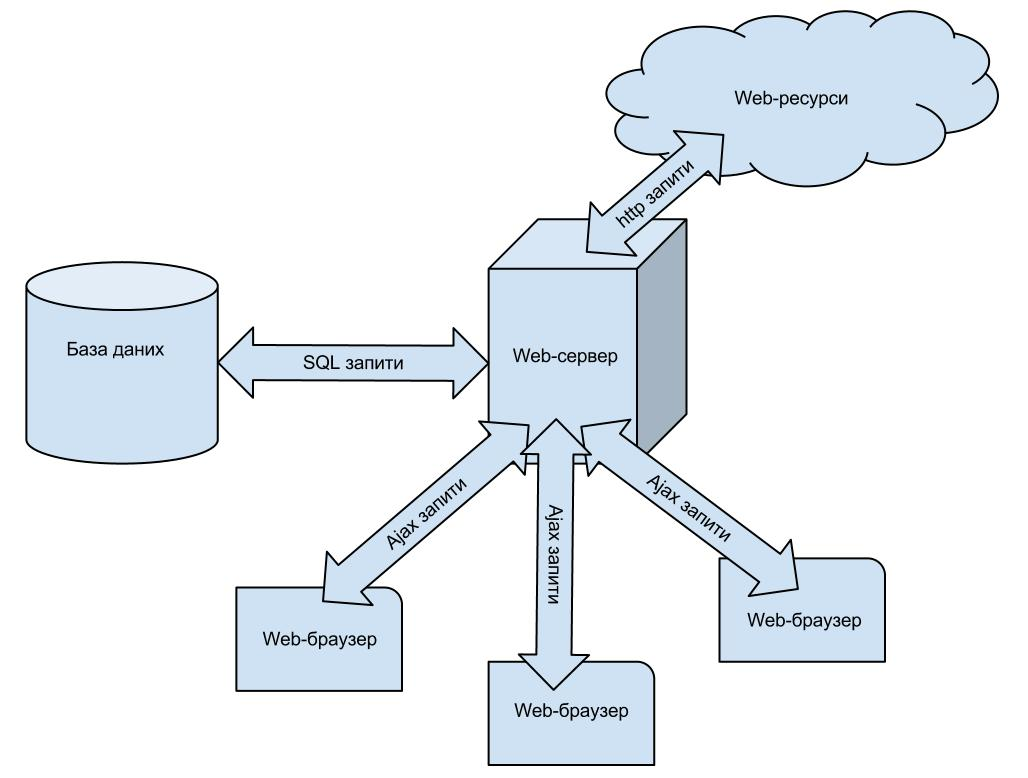 Web-ресурси
http запити
База даних
SQL запити
Web-сервер
Ajax запити
Ajax запити
Ajax запити
Web-браузер
Web-браузер
Web-браузер